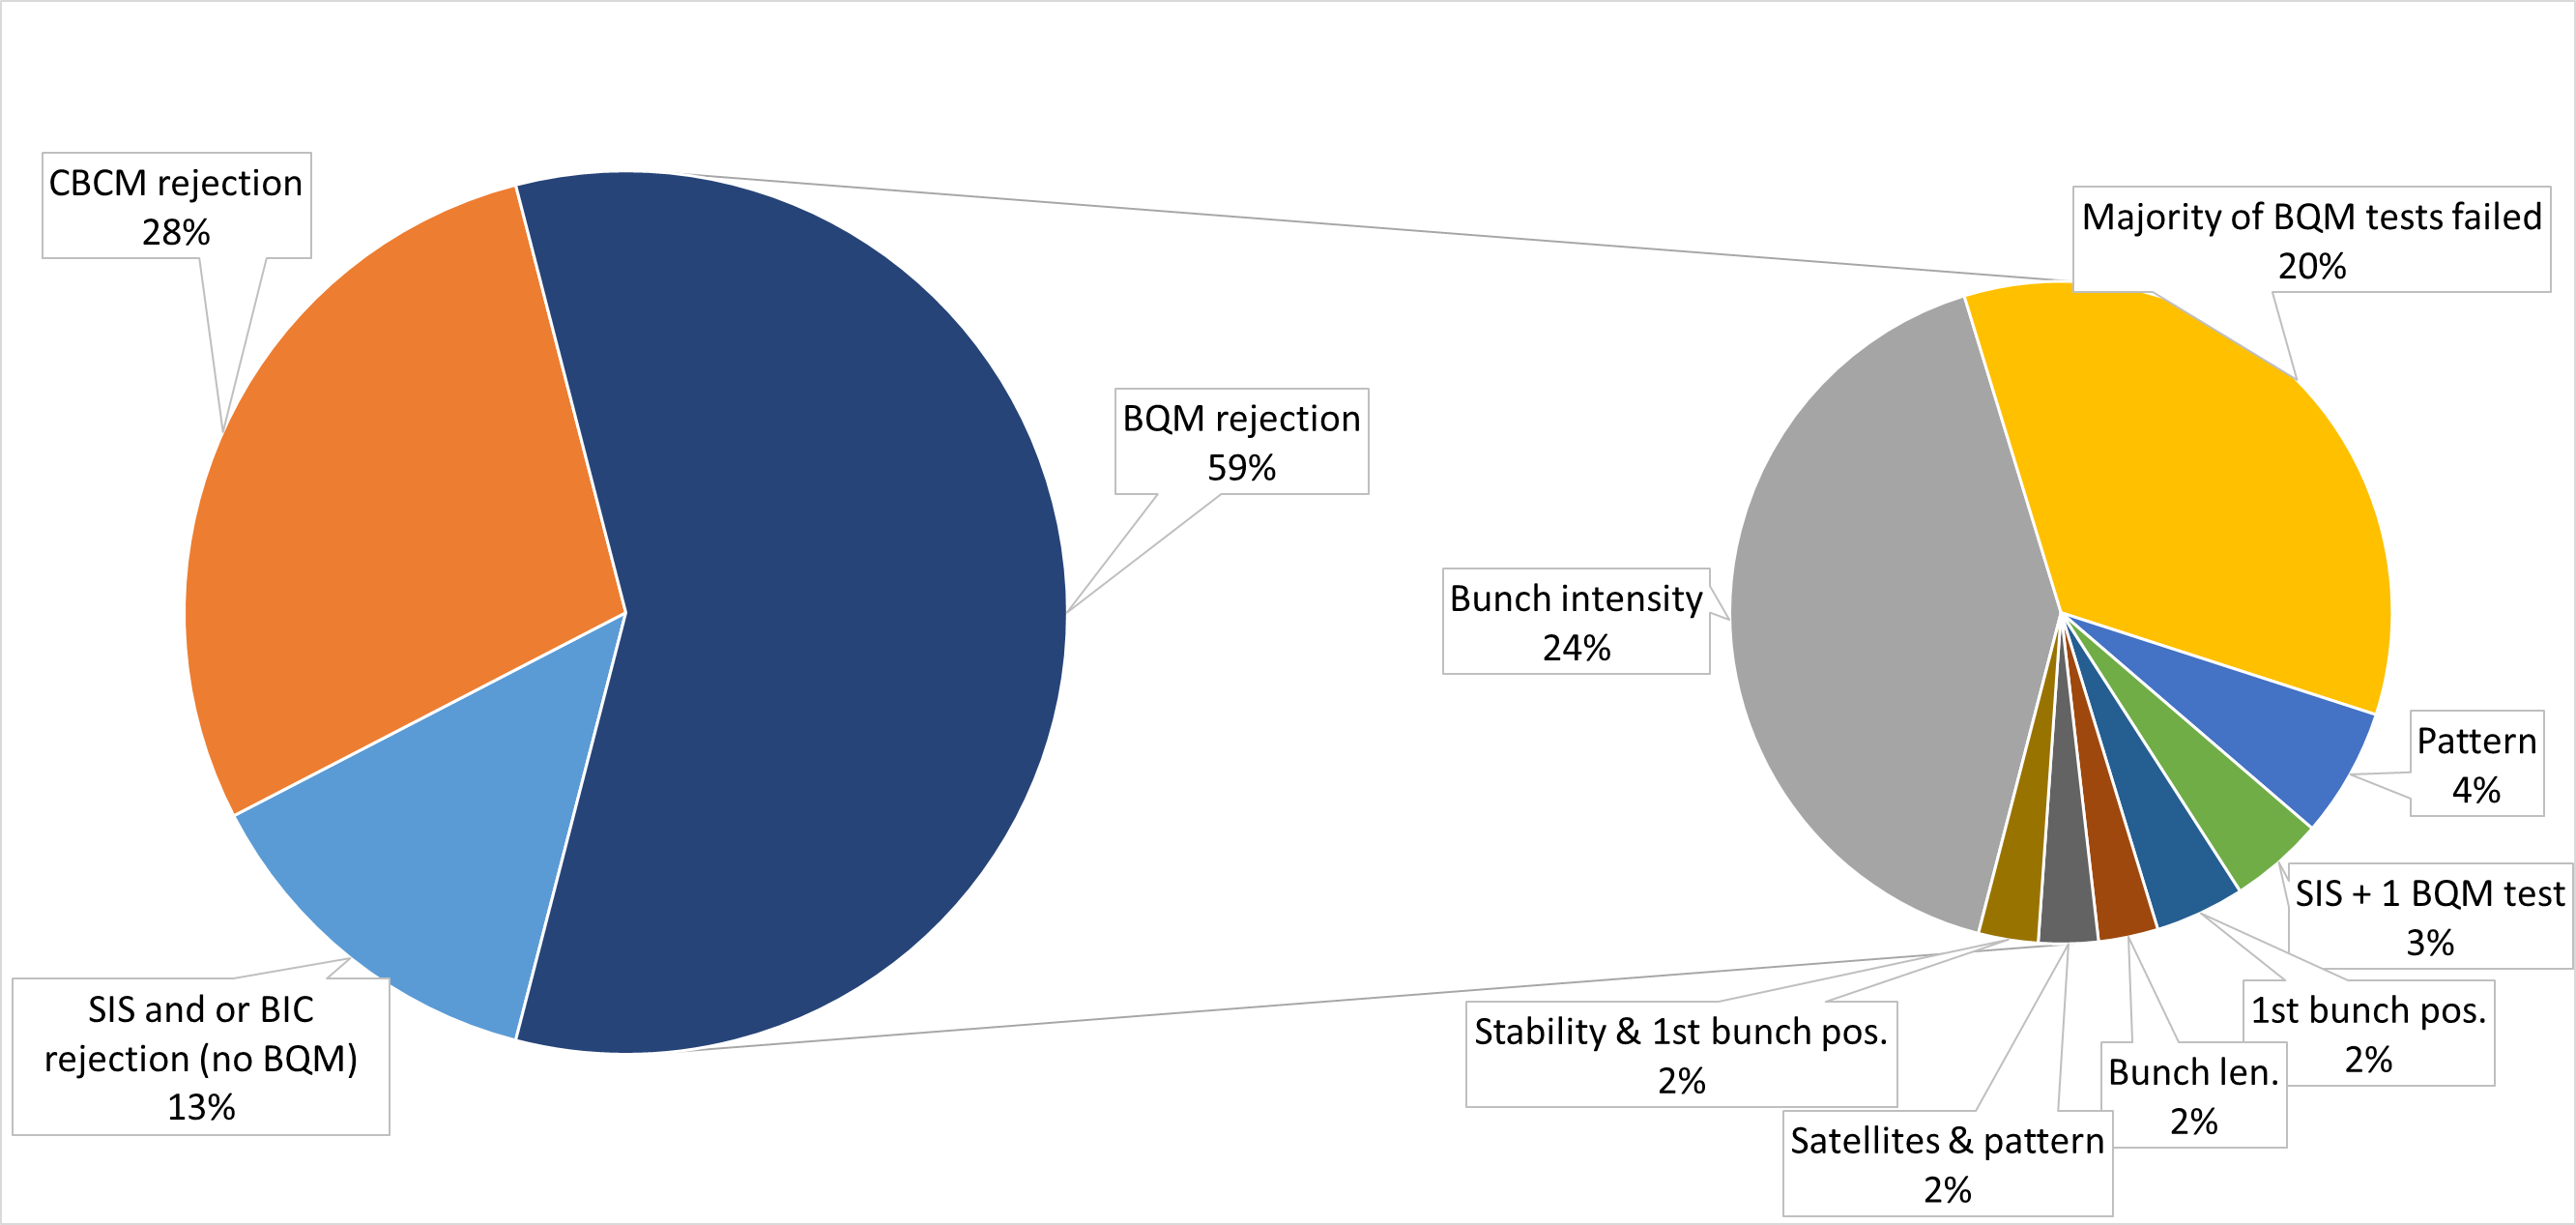 CBCM rejection
28%
BQM rejection
59%
SIS and or BIC
rejection (no BQM)
13%
Majority of BQM tests failed
20%
Bunch intensity
24%
Pattern
4%
SIS + 1 BQM test
3%
1st bunch pos.
2%
Bunch len.
2%
Satellites & pattern
2%
Stability & 1st bunch pos.
2%